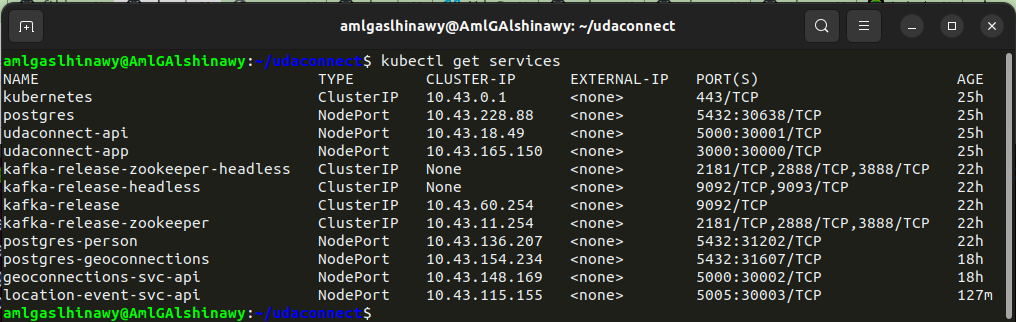 amlgaslhinawy@AmlGAlshinawy: ~/udaconnect
amlgaslhinawy@AmlGAlshinawy:~/udaconnect$ kubectl get services
NAME TYPE CLUSTER-IP EXTERNAL-IP PORT(S) AGE
kubernetes ClusterIP 10.43.0.1 <none> 443/TCP 25h
postgres NodePort 10.43.228.88 <none> 5432:30638/TCP 25h
udaconnect-api NodePort 10.43.18.49 <none> 5000:30001/TCP 25h
udaconnect-app NodePort 10.43.165.150 <none> 3000:30000/TCP 25h
kafka-release-zookeeper-headless ClusterIP None <none> 2181/TCP,2888/TCP,3888/TCP 22h
kafka-release-headless ClusterIP None <none> 9092/TCP,9093/TCP 22h
kafka-release ClusterIP 10.43.60.254 <none> 9092/TCP 22h
kafka-release-zookeeper ClusterIP 10.43.11.254 <none> 2181/TCP,2888/TCP,3888/TCP 22h
postgres-person NodePort 10.43.136.207 <none> 5432:31202/TCP 22h
postgres-geoconnections NodePort 10.43.154.234 <none> 5432:31607/TCP 18h
geoconnections-svc-api NodePort 10.43.148.169 <none> 5000:30002/TCP 18h
location-event-svc-api NodePort 10.43.115.155 <none> 5005:30003/TCP 127m
amlgaslhinawy@AmlGAlshinawy:~/udaconnect$